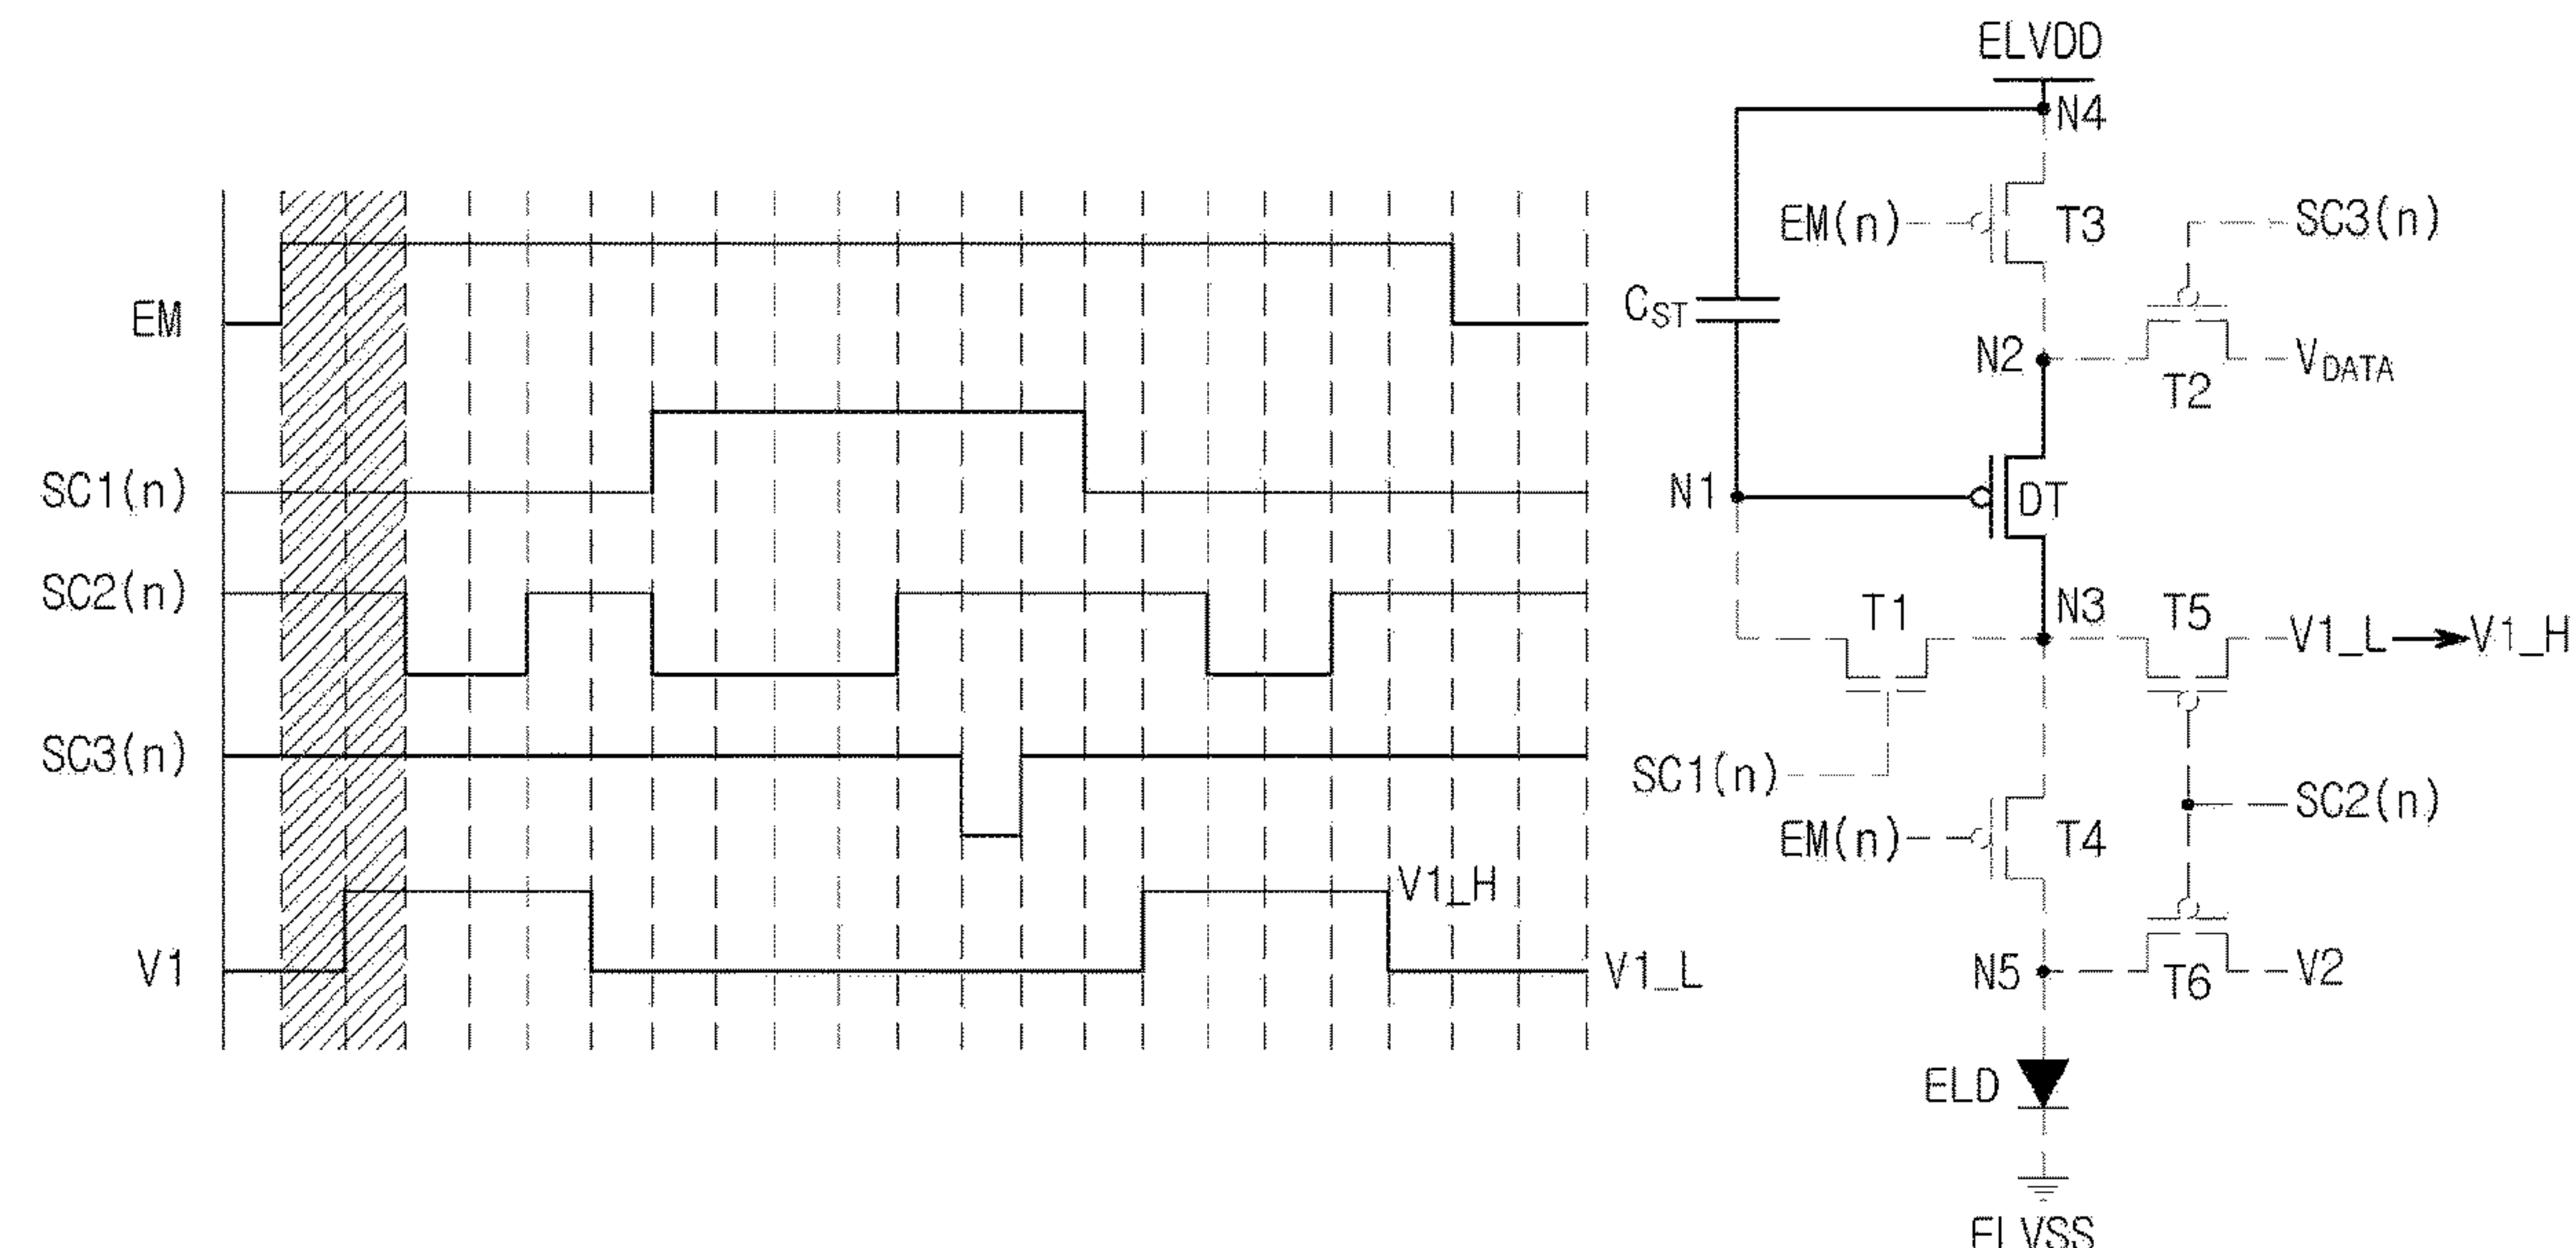 EM
SC1(n)
SC2(n)
SC3(n)
V1
V1_H
V1_L
ELVDD
N4
EM(n)
T3
SC3(n)
CST
N2
VDATA
T2
N1
DT
T1
N3
T5
V1_L
V1_H
SC1(n)
SC2(n)
EM(n)
T4
N5
T6
V2
ELD
ELVSS